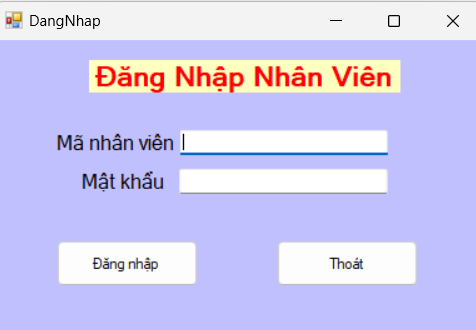 DangNhap
Đăng Nhập Nhân Viên
Mã nhân viên
Mật khẩu
Đăng nhập Thoát